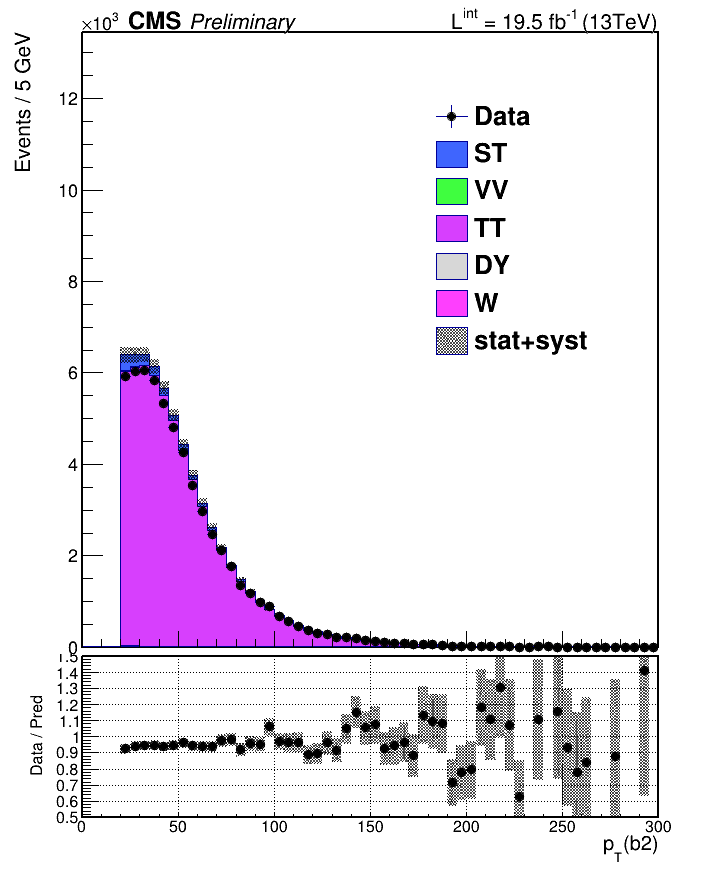 ×10³ CMS Preliminary L^int = 19.5 fb⁻¹ (13TeV)
Events / 5 GeV
12
10
8
6
4
2
0
Data
ST
VV
TT
DY
W
stat+syst
Data / Pred
1.5
1.4
1.3
1.2
1.1
1
0.9
0.8
0.7
0.6
0.5
0 50 100 150 200 250 300
p_T(b2)